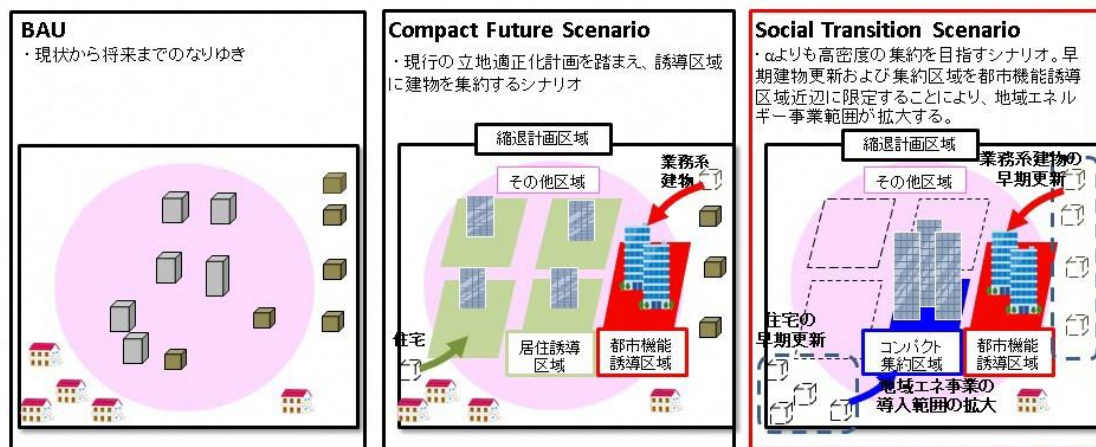 BAU
・現状から将来までのなりゆき
Compact Future Scenario
・現行の立地適正化計画を踏まえ、誘導区域
に建物を集約するシナリオ
縮退計画区域
その他区域
業務系
建物
住宅
居住誘導
区域
都市機能
誘導区域
Social Transition Scenario
・αよりも高密度の集約を目指すシナリオ。早
期建物更新および集約区域を都市機能誘導
区域近辺に限定することにより、地域エネル
ギー事業範囲が拡大する。
縮退計画区域
その他区域
業務系建物の
早期更新
住宅の
早期更新
コンパクト
集約区域
都市機能
誘導区域
地域エネ事業の
導入範囲の拡大